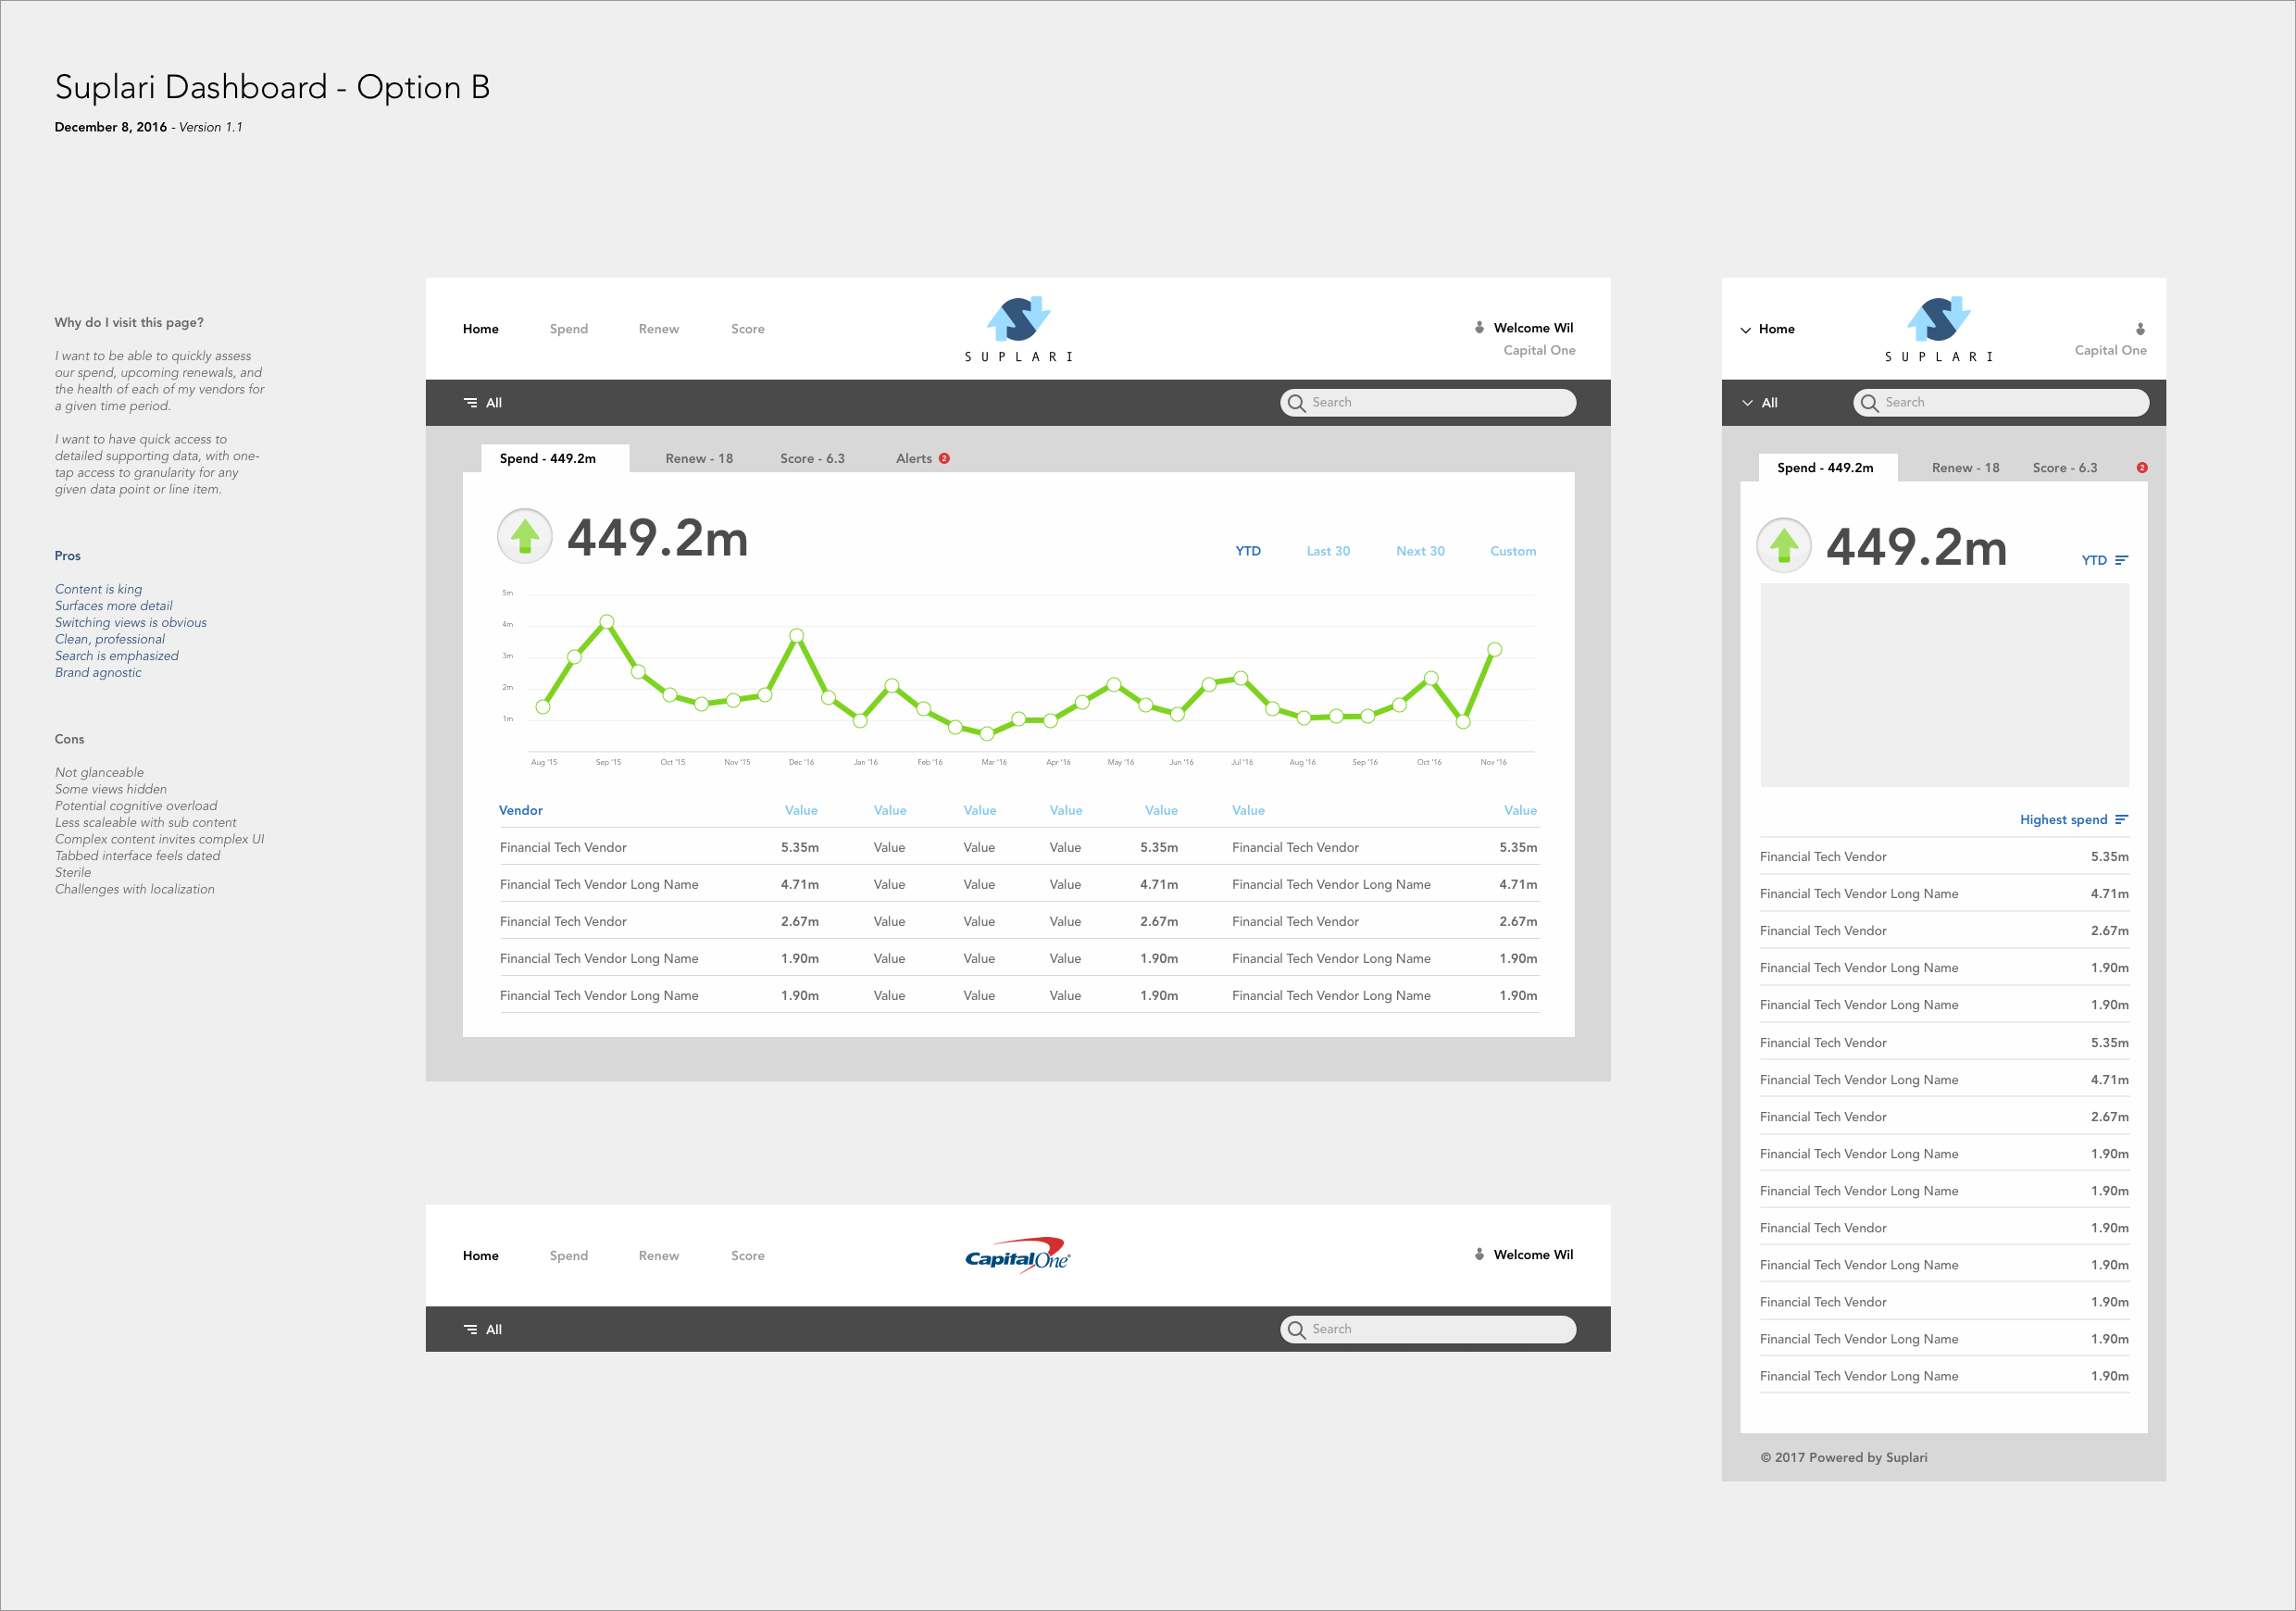 Suplari Dashboard - Option B
December 8, 2016 - Version 1.1
Why do I visit this page?
I want to be able to quickly assess
our spend, upcoming renewals, and
the health of each of my vendors for
a given time period.
I want to have quick access to
detailed supporting data, with one-
tap access to granularity for any
given data point or line item.
Pros
Content is king
Surfaces more detail
Switching views is obvious
Clean, professional
Search is emphasized
Brand agnostic
Cons
Not glanceable
Some views hidden
Potential cognitive overload
Less scaleable with sub content
Complex content invites complex UI
Tabbed interface feels dated
Sterile
Challenges with localization
Home Spend Renew Score
SUPLARI
Welcome Wil
Capital One
All Search
Spend - 449.2m Renew - 18 Score - 6.3 Alerts 2
449.2m
YTD Last 30 Next 30 Custom
5m
4m
3m
2m
1m
Aug '15 Sep '15 Oct '15 Nov '15 Dec '16 Jan '16 Feb '16 Mar '16 Apr '16 May '16 Jun '16 Jul '16 Aug '16 Sep '16 Oct '16 Nov '16
Vendor Value Value Value Value Value Value Value
Financial Tech Vendor 5.35m Value Value Value 5.35m Financial Tech Vendor 5.35m
Financial Tech Vendor Long Name 4.71m Value Value Value 4.71m Financial Tech Vendor Long Name 4.71m
Financial Tech Vendor 2.67m Value Value Value 2.67m Financial Tech Vendor 2.67m
Financial Tech Vendor Long Name 1.90m Value Value Value 1.90m Financial Tech Vendor Long Name 1.90m
Financial Tech Vendor Long Name 1.90m Value Value Value 1.90m Financial Tech Vendor Long Name 1.90m
Home Spend Renew Score
CapitalOne®
Welcome Wil
All Search
Home
SUPLARI
Capital One
All Search
Spend - 449.2m Renew - 18 Score - 6.3 2
449.2m
YTD
Highest spend
Financial Tech Vendor 5.35m
Financial Tech Vendor Long Name 4.71m
Financial Tech Vendor 2.67m
Financial Tech Vendor Long Name 1.90m
Financial Tech Vendor Long Name 1.90m
Financial Tech Vendor 5.35m
Financial Tech Vendor Long Name 4.71m
Financial Tech Vendor 2.67m
Financial Tech Vendor Long Name 1.90m
Financial Tech Vendor Long Name 1.90m
Financial Tech Vendor 1.90m
Financial Tech Vendor Long Name 1.90m
Financial Tech Vendor 1.90m
Financial Tech Vendor Long Name 1.90m
Financial Tech Vendor Long Name 1.90m
© 2017 Powered by Suplari